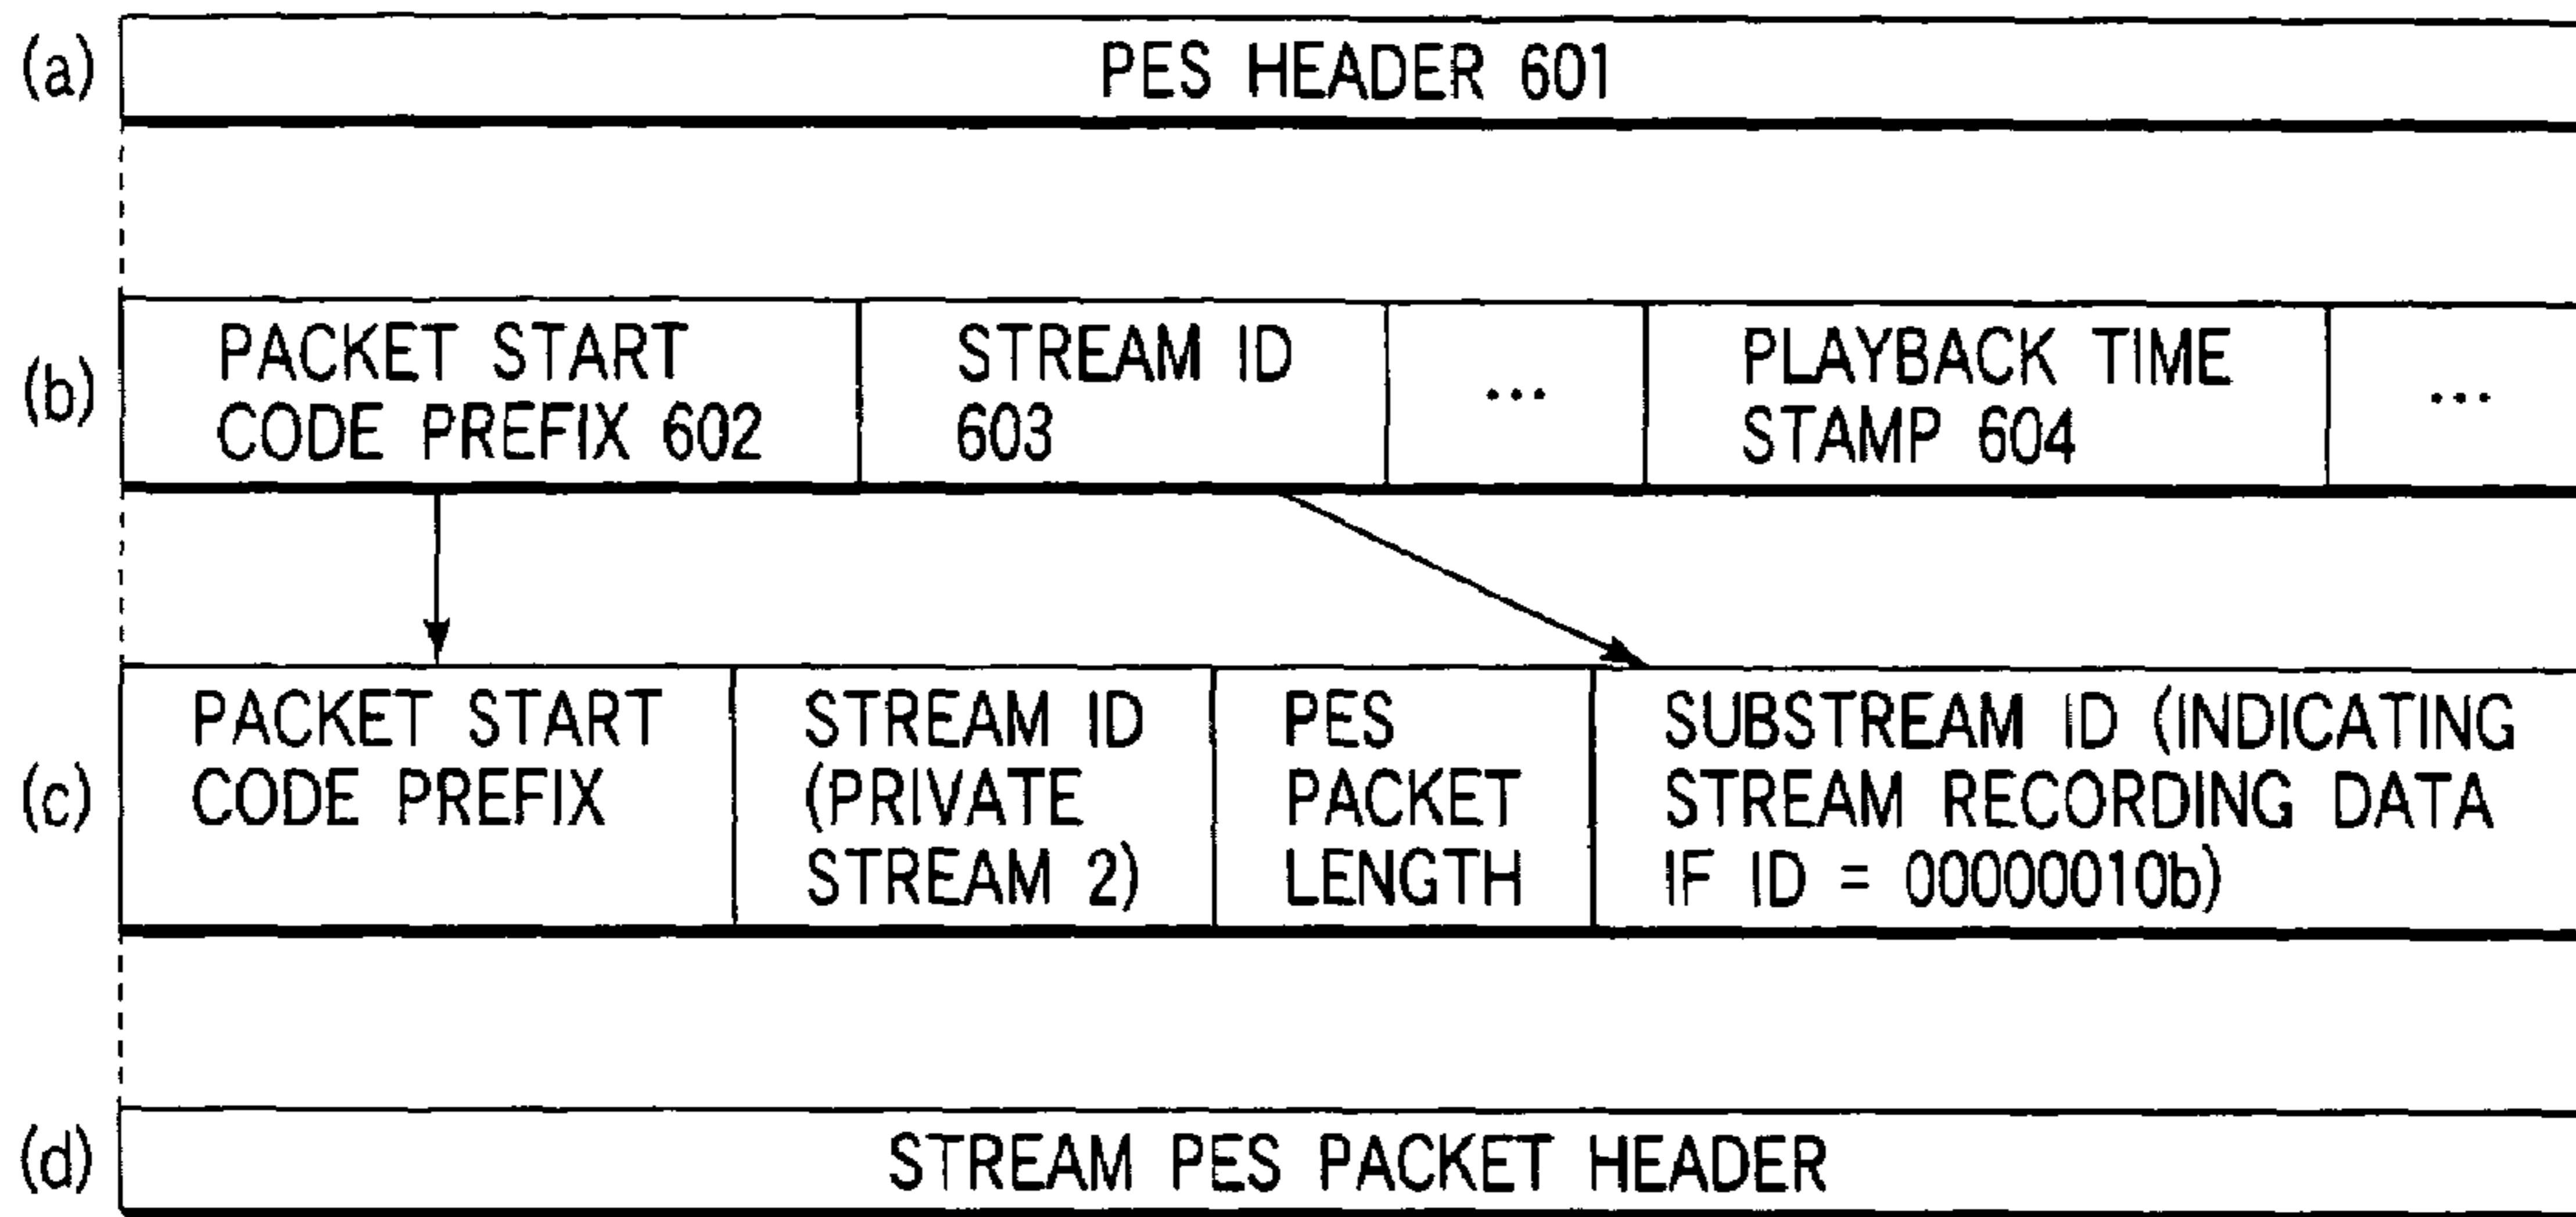 (a)
PES HEADER 601
(b)
PACKET START
CODE PREFIX 602
STREAM ID
603
...
PLAYBACK TIME
STAMP 604
...
(c)
PACKET START
CODE PREFIX
STREAM ID
(PRIVATE
STREAM 2)
PES
PACKET
LENGTH
SUBSTREAM ID (INDICATING
STREAM RECORDING DATA
IF ID = 00000010b)
(d)
STREAM PES PACKET HEADER